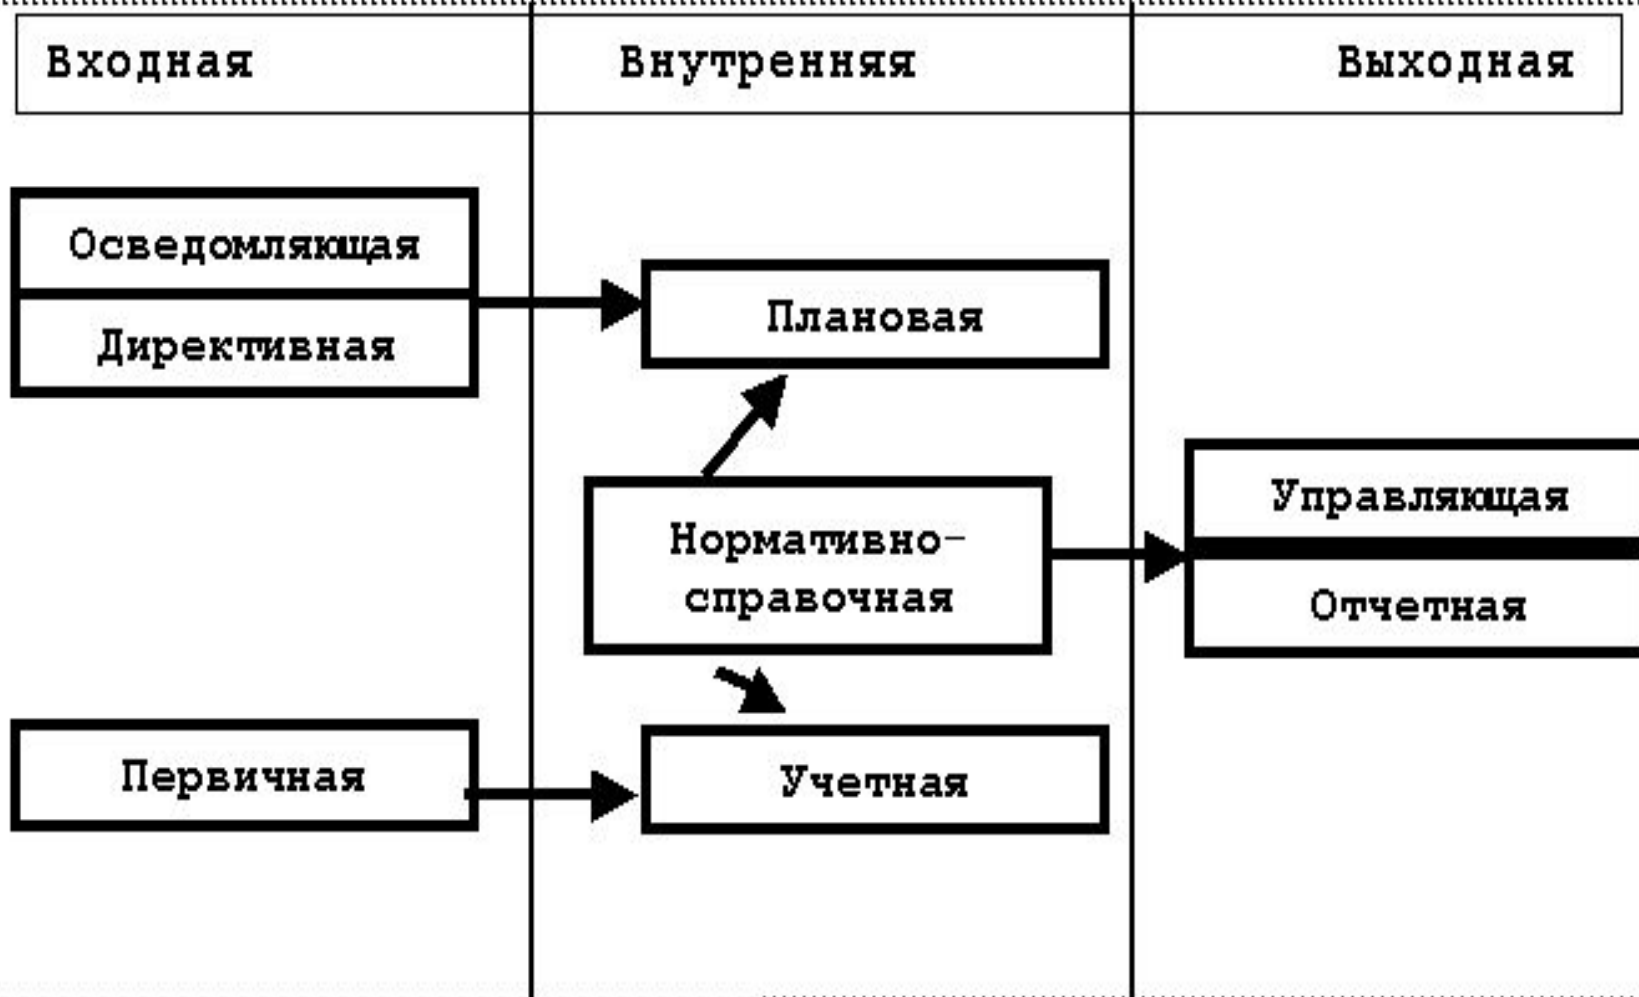 Входная
Внутренняя
Выходная
Осведомляющая
Директивная
Плановая
Нормативно-
справочная
Управляющая
Отчетная
Первичная
Учетная